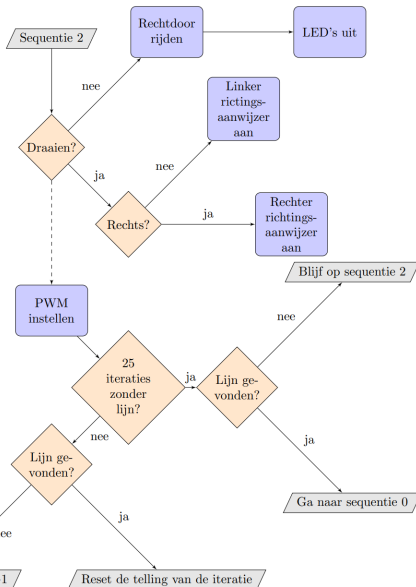 Sequentie 2
Rechtdoor
rijden
LED's uit
nee
Linker
rictings-
aanwijzer
aan
Draaien?
nee
ja
Rechts?
ja
Rechter
richtings-
aanwijzer
aan
Blijf op sequentie 2
PWM
instellen
nee
25
iteraties
zonder
lijn?
ja
Lijn ge-
vonden?
nee
Lijn ge-
vonden?
ja
Ga naar sequentie 0
ja
Reset de telling van de iteratie